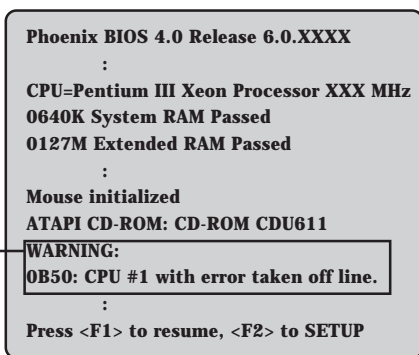 Phoenix BIOS 4.0 Release 6.0.XXXX
:
CPU=Pentium III Xeon Processor XXX MHz
0640K System RAM Passed
0127M Extended RAM Passed
:
Mouse initialized
ATAPI CD-ROM: CD-ROM CDU611
WARNING:
0B50: CPU #1 with error taken off line.
:
Press <F1> to resume, <F2> to SETUP